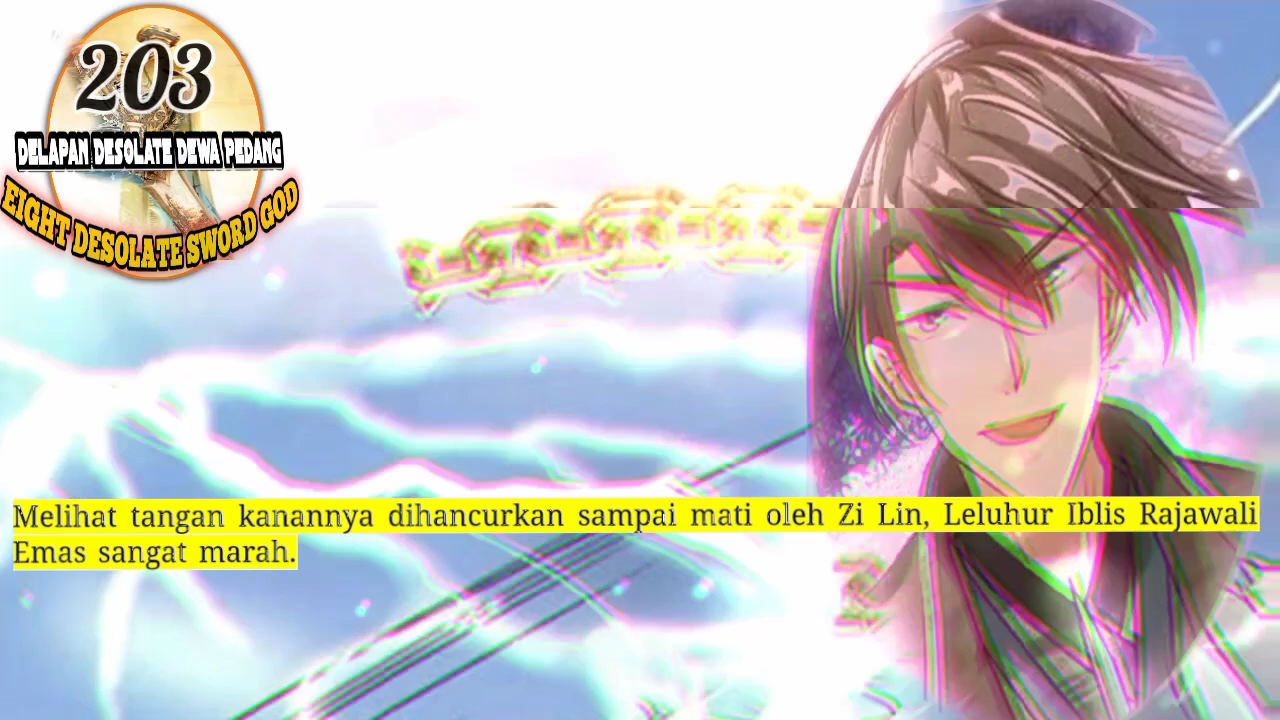 203
DELAPAN DESOLATE DEWA PEDANG
EIGHT DESOLATE SWORD GOD
Melihat tangan kanannya dihancurkan sampai mati oleh Zi Lin, Leluhur Iblis Rajawali
Emas sangat marah.